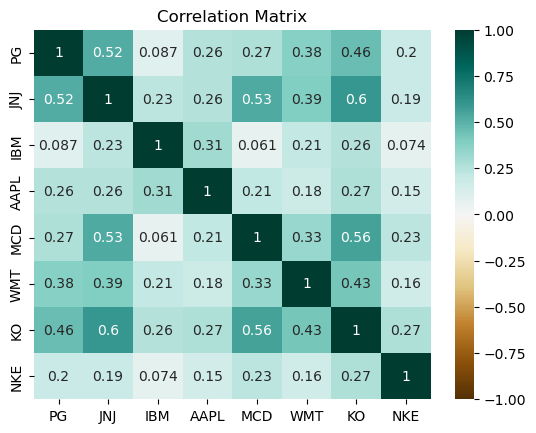 Correlation Matrix
PG 1 0.52 0.087 0.26 0.27 0.38 0.46 0.2
JNJ 0.52 1 0.23 0.26 0.53 0.39 0.6 0.19
IBM 0.087 0.23 1 0.31 0.061 0.21 0.26 0.074
AAPL 0.26 0.26 0.31 1 0.21 0.18 0.27 0.15
MCD 0.27 0.53 0.061 0.21 1 0.33 0.56 0.23
WMT 0.38 0.39 0.21 0.18 0.33 1 0.43 0.16
KO 0.46 0.6 0.26 0.27 0.56 0.43 1 0.27
NKE 0.2 0.19 0.074 0.15 0.23 0.16 0.27 1
PG JNJ IBM AAPL MCD WMT KO NKE
1.00
0.75
0.50
0.25
0.00
−0.25
−0.50
−0.75
−1.00